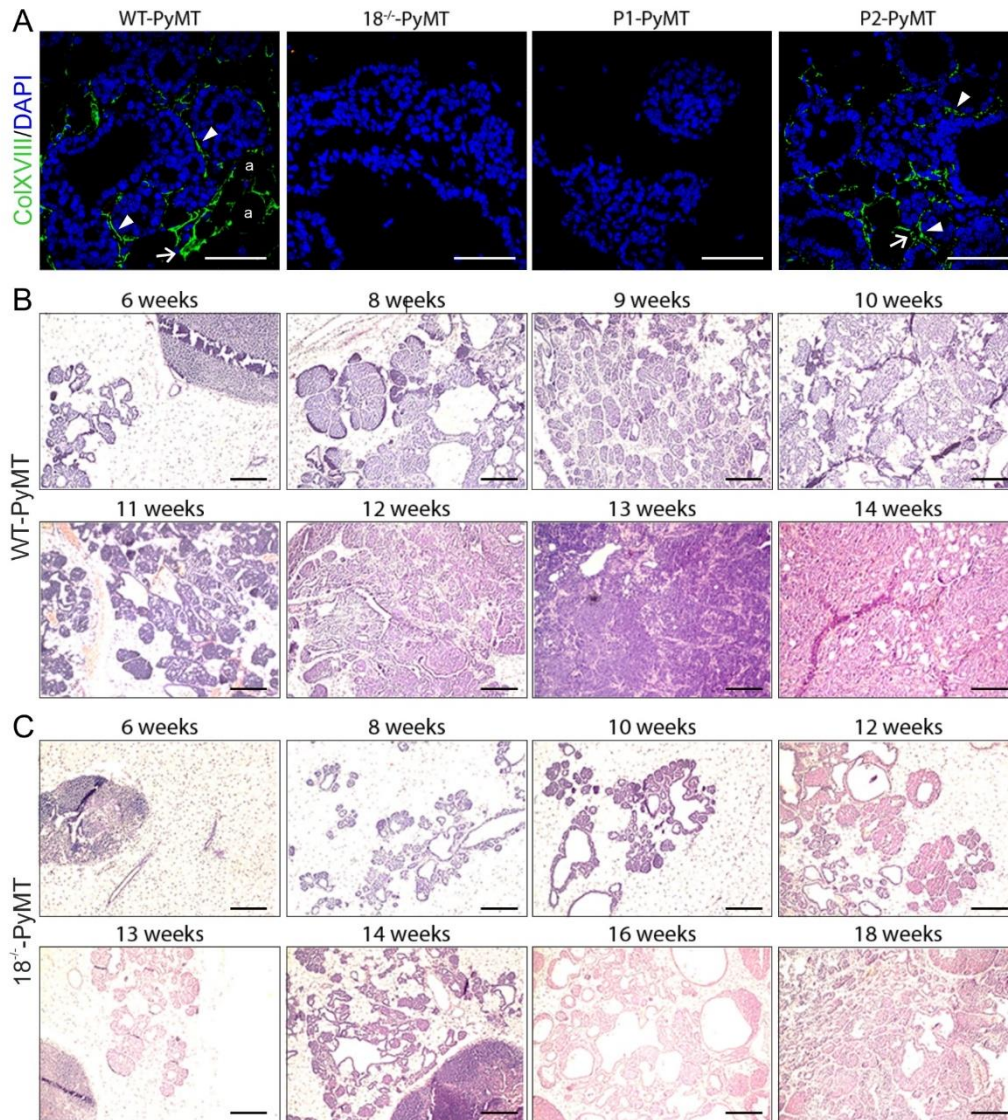 A
WT-PyMT 18-/--PyMT P1-PyMT P2-PyMT
ColXVIII/DAPI
a
a
B
6 weeks 8 weeks 9 weeks 10 weeks
WT-PyMT
11 weeks 12 weeks 13 weeks 14 weeks
C
6 weeks 8 weeks 10 weeks 12 weeks
18-/--PyMT
13 weeks 14 weeks 16 weeks 18 weeks